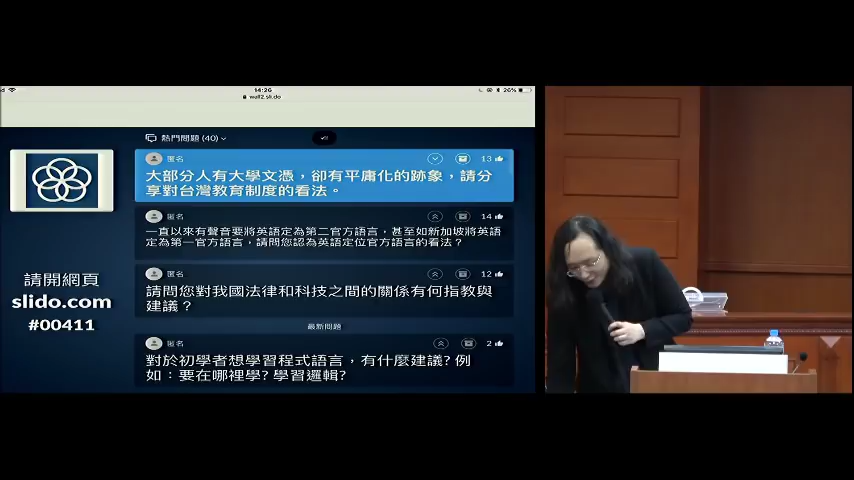 14:26
26%
wall2.sli.do
熱門問題 (40)
匿名
13
大部分人有大學文憑，卻有平庸化的跡象，請分
享對台灣教育制度的看法。
匿名
14
一直以來有聲音要將英語定為第二官方語言，甚至如新加坡將英語
定為第一官方語言，請問您認為英語定位官方語言的看法？
請開網頁
slido.com
#00411
匿名
12
請問您對我國法律和科技之間的關係有何指教與
建議？
最新問題
匿名
2
對於初學者想學習程式語言，有什麼建議? 例
如：要在哪裡學? 學習邏輯?